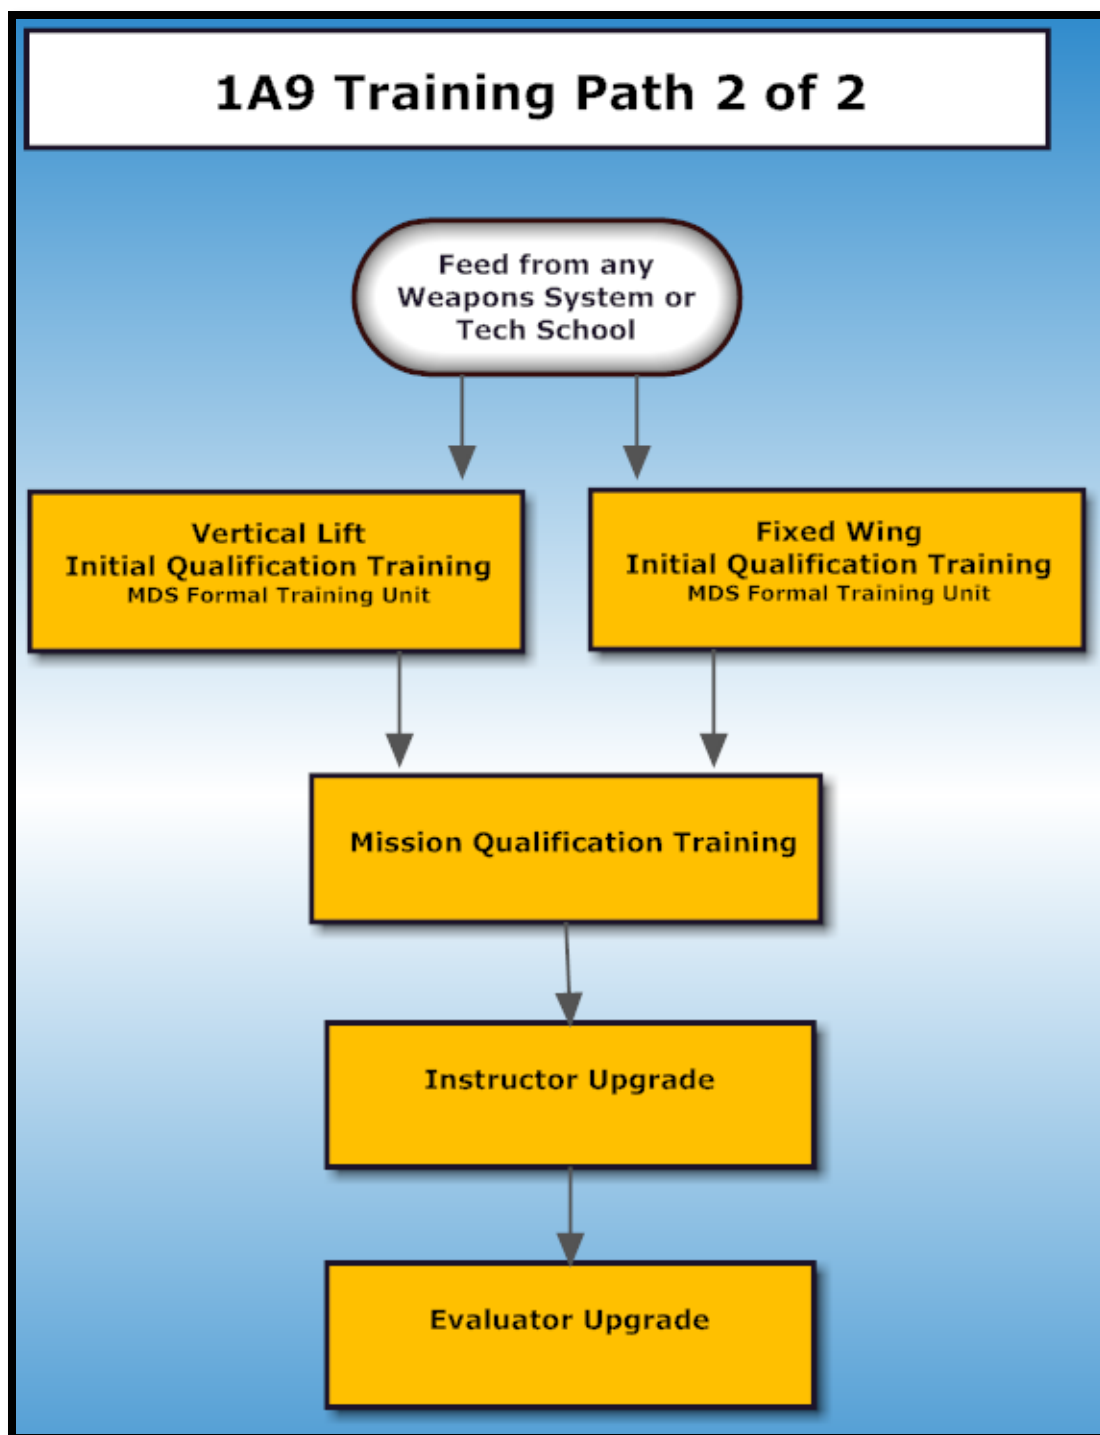 1A9 Training Path 2 of 2
Feed from any
Weapons System or
Tech School
Vertical Lift
Initial Qualification Training
MDS Formal Training Unit
Fixed Wing
Initial Qualification Training
MDS Formal Training Unit
Mission Qualification Training
Instructor Upgrade
Evaluator Upgrade